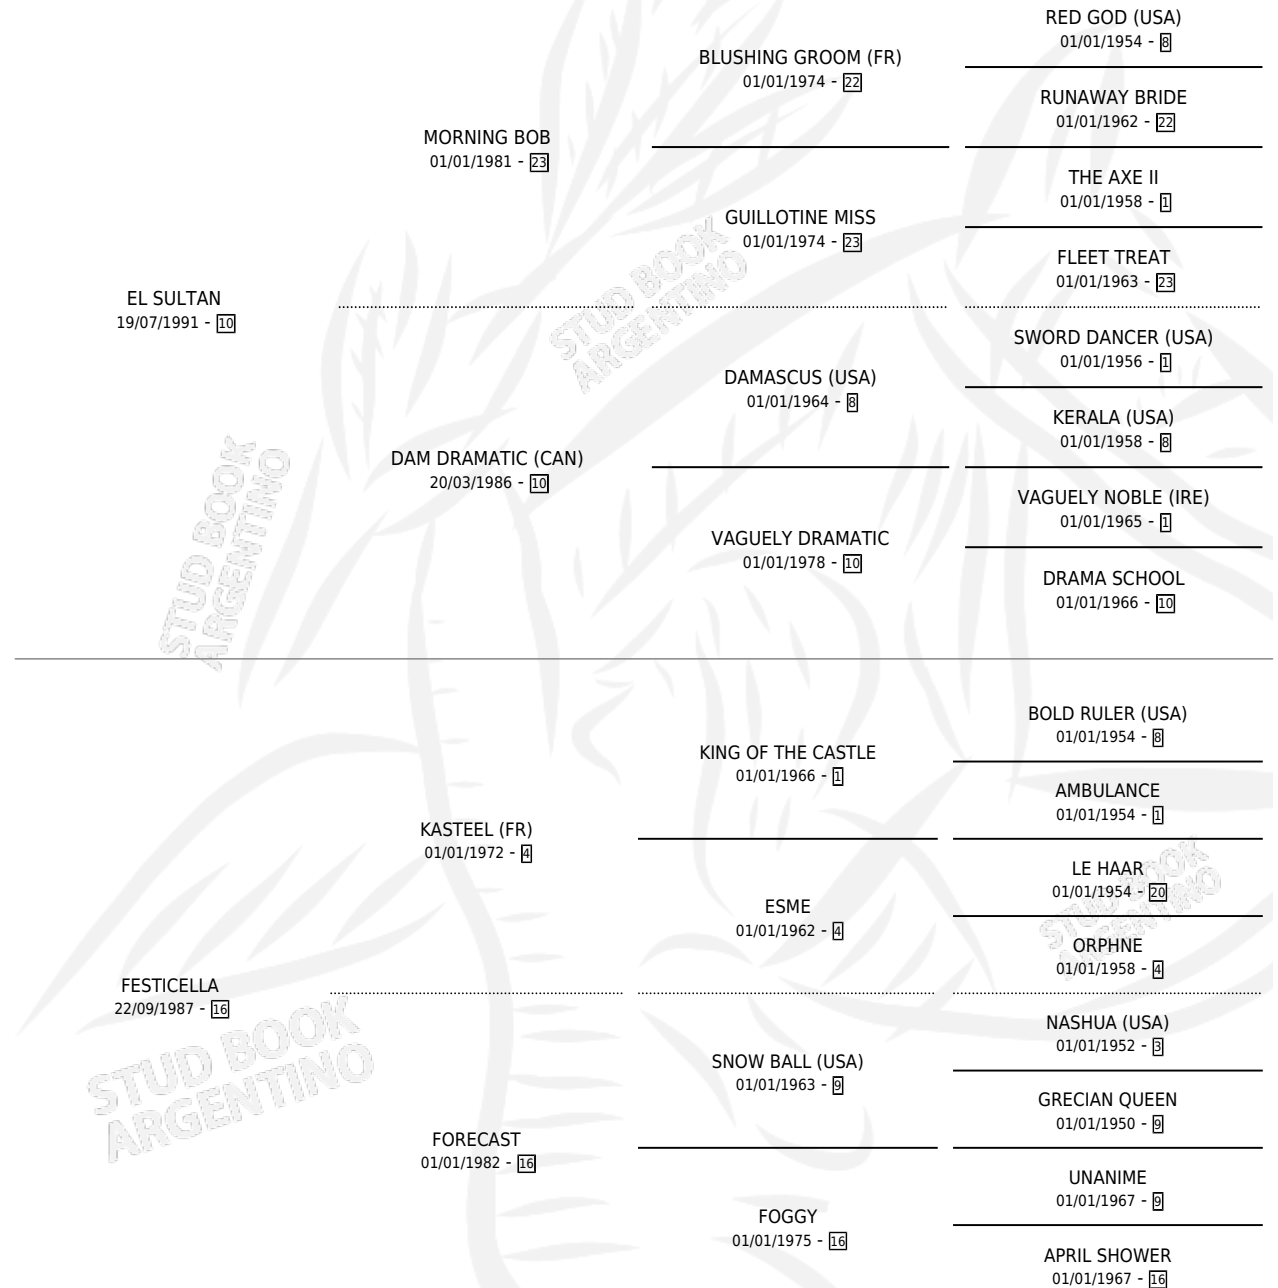 RED GOD (USA)
01/01/1954 - 8
BLUSHING GROOM (FR)
01/01/1974 - 22
RUNAWAY BRIDE
01/01/1962 - 22
MORNING BOB
01/01/1981 - 23
THE AXE II
01/01/1958 - 1
GUILLOTINE MISS
01/01/1974 - 23
FLEET TREAT
01/01/1963 - 23
EL SULTAN
19/07/1991 - 10
SWORD DANCER (USA)
01/01/1956 - 1
DAMASCUS (USA)
01/01/1964 - 8
KERALA (USA)
01/01/1958 - 8
DAM DRAMATIC (CAN)
20/03/1986 - 10
VAGUELY NOBLE (IRE)
01/01/1965 - 1
VAGUELY DRAMATIC
01/01/1978 - 10
DRAMA SCHOOL
01/01/1966 - 10
BOLD RULER (USA)
01/01/1954 - 8
KING OF THE CASTLE
01/01/1966 - 1
AMBULANCE
01/01/1954 - 1
KASTEEL (FR)
01/01/1972 - 4
LE HAAR
01/01/1954 - 20
ESME
01/01/1962 - 4
ORPHNE
01/01/1958 - 4
FESTICELLA
22/09/1987 - 16
NASHUA (USA)
01/01/1952 - 3
SNOW BALL (USA)
01/01/1963 - 9
GRECIAN QUEEN
01/01/1950 - 9
FORECAST
01/01/1982 - 16
UNANIME
01/01/1967 - 9
FOGGY
01/01/1975 - 16
APRIL SHOWER
01/01/1967 - 16
STUD BOOK
ARGENTINO
STUD BOOK
ARGENTINO
STUD BOOK
ARGENTINO
STUD BOOK
ARGENTINO